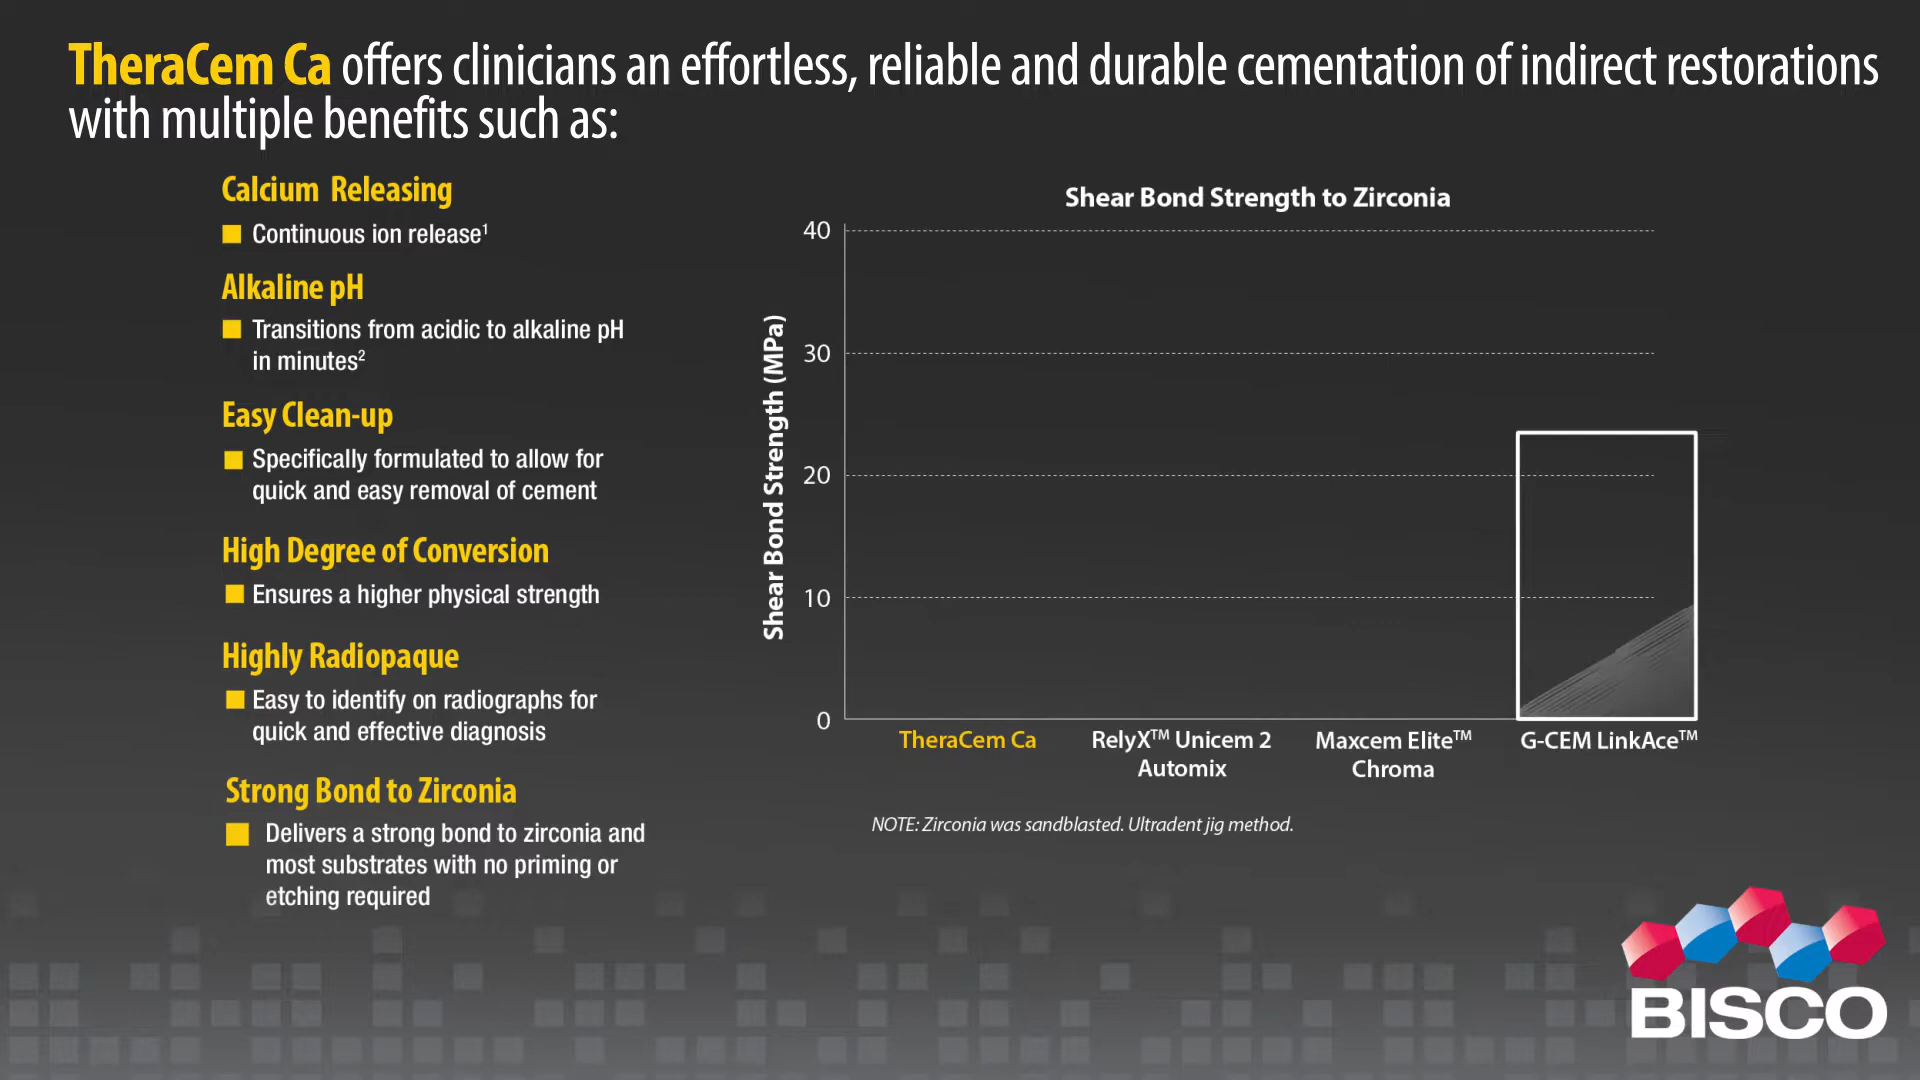 TheraCem Ca offers clinicians an effortless, reliable and durable cementation of indirect restorations
with multiple benefits such as:
Calcium Releasing
Continuous ion release¹
Alkaline pH
Transitions from acidic to alkaline pH
in minutes²
Easy Clean-up
Specifically formulated to allow for
quick and easy removal of cement
High Degree of Conversion
Ensures a higher physical strength
Highly Radiopaque
Easy to identify on radiographs for
quick and effective diagnosis
Strong Bond to Zirconia
Delivers a strong bond to zirconia and
most substrates with no priming or
etching required
Shear Bond Strength to Zirconia
Shear Bond Strength (MPa)
40
30
20
10
0
TheraCem Ca
RelyX™ Unicem 2
Automix
Maxcem Elite™
Chroma
G-CEM LinkAce™
NOTE: Zirconia was sandblasted. Ultradent jig method.
BISCO